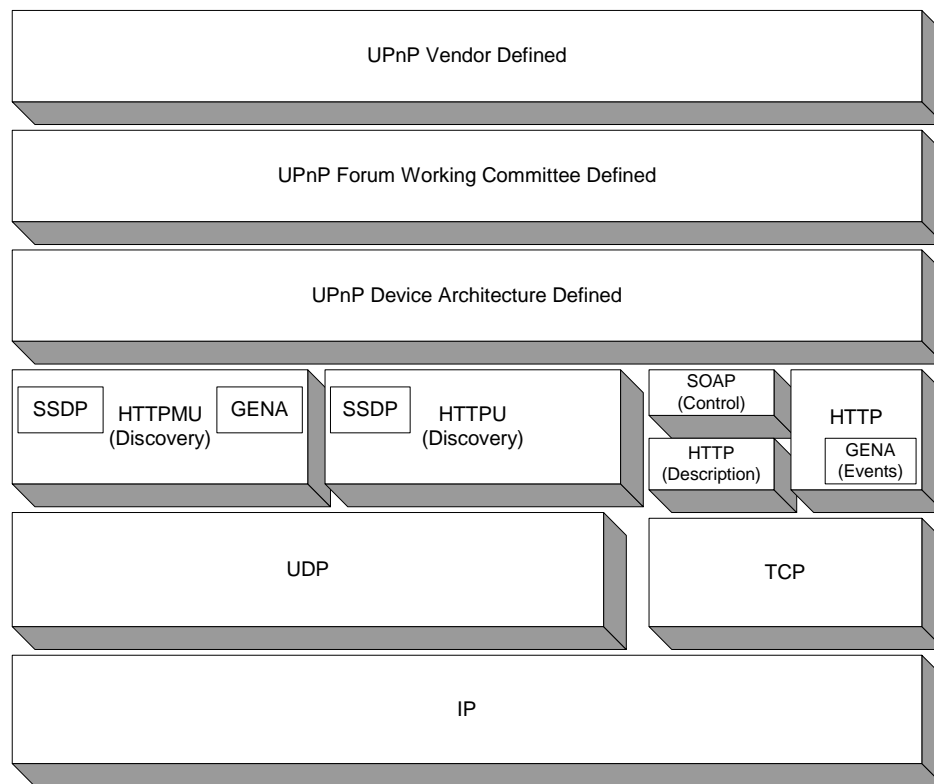 UPnP Vendor Defined
UPnP Forum Working Committee Defined
UPnP Device Architecture Defined
SSDP
HTTPMU
(Discovery)
GENA
SSDP
HTTPU
(Discovery)
SOAP
(Control)
HTTP
(Description)
HTTP
GENA
(Events)
UDP
TCP
IP